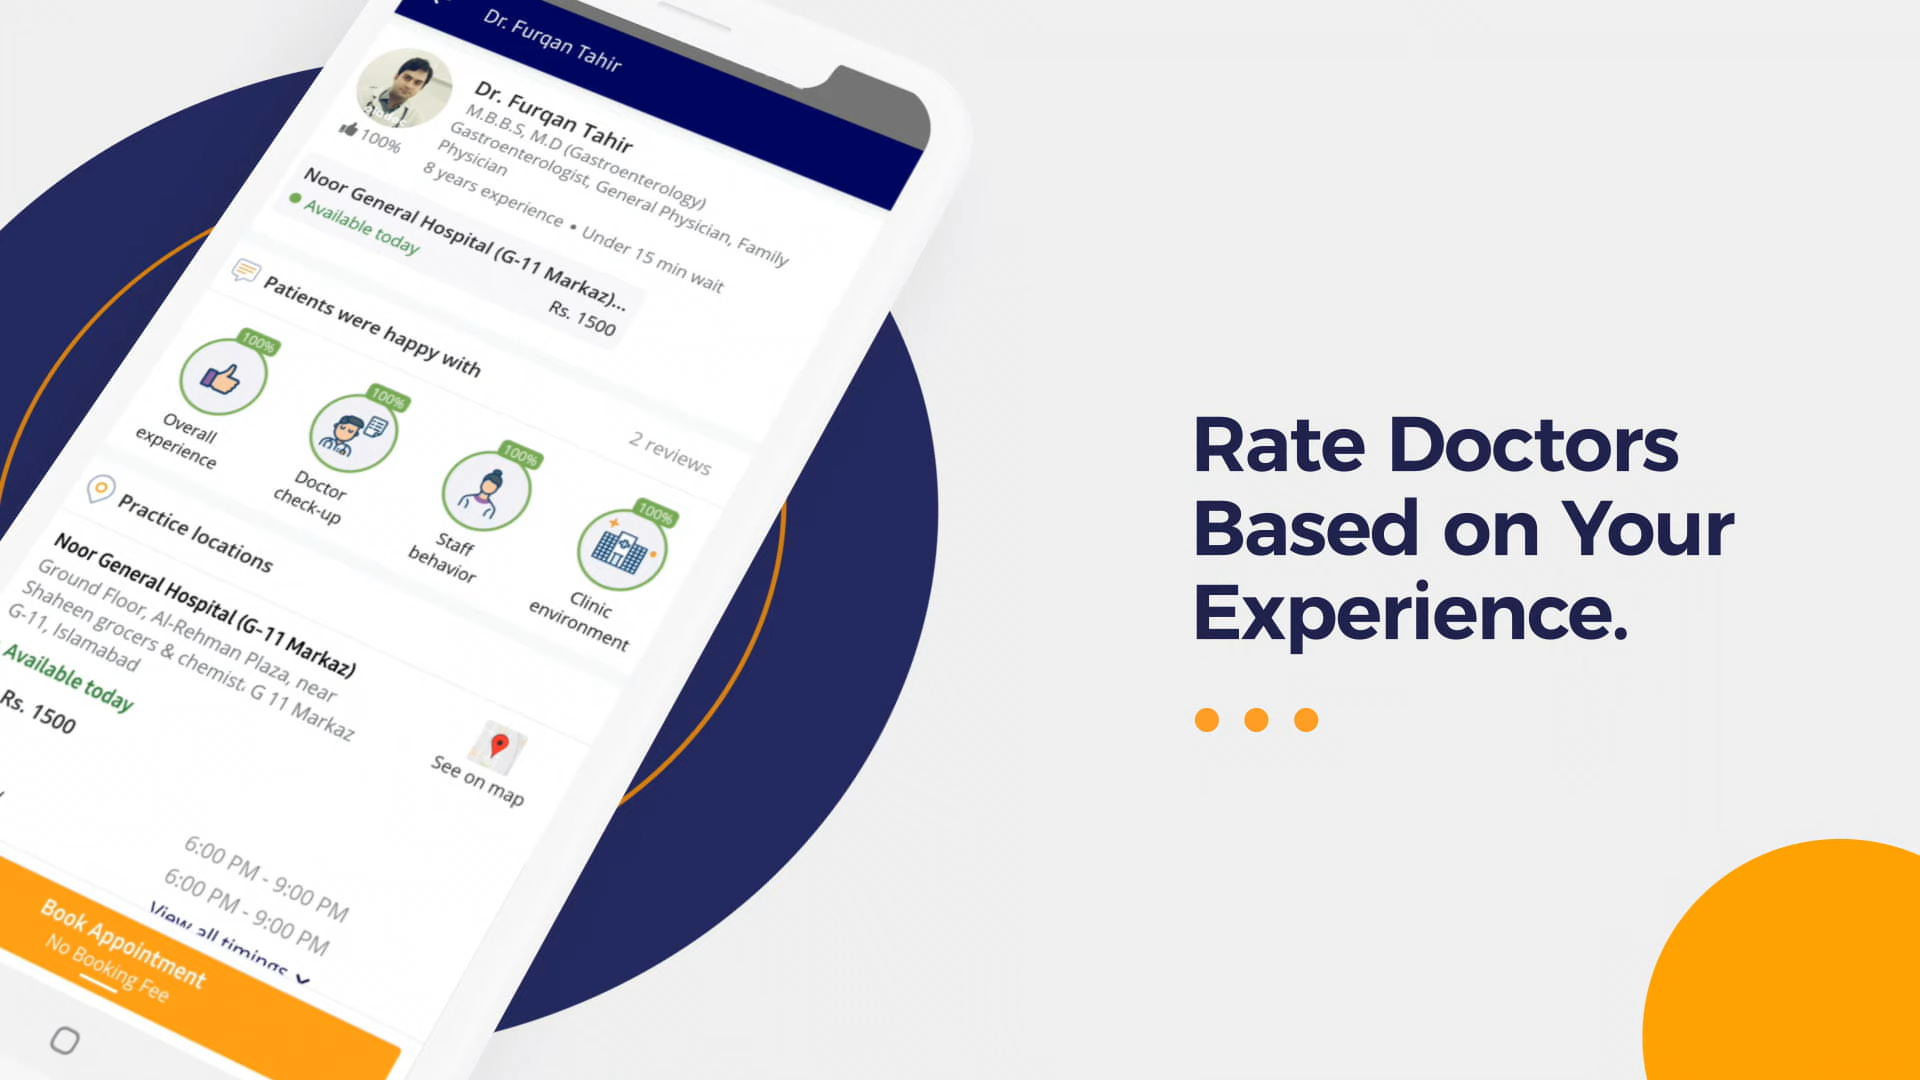 Dr. Furqan Tahir
Dr. Furqan Tahir
M.B.B.S, M.D (Gastroenterology)
Gastroenterologist, General Physician, Family
Physician
8 years experience • Under 15 min wait
100%
Noor General Hospital (G-11 Markaz)...
Available today
Rs. 1500
Patients were happy with
2 reviews
100%
Overall
experience
100%
Doctor
check-up
100%
Staff
behavior
100%
Clinic
environment
Practice locations
Noor General Hospital (G-11 Markaz)
Ground Floor, Al-Rehman Plaza, near
Shaheen grocers & chemist, G 11 Markaz
G-11, Islamabad
Available today
Rs. 1500
See on map
6:00 PM - 9:00 PM
6:00 PM - 9:00 PM
View all timings
Book Appointment
No Booking Fee
Rate Doctors
Based on Your
Experience.